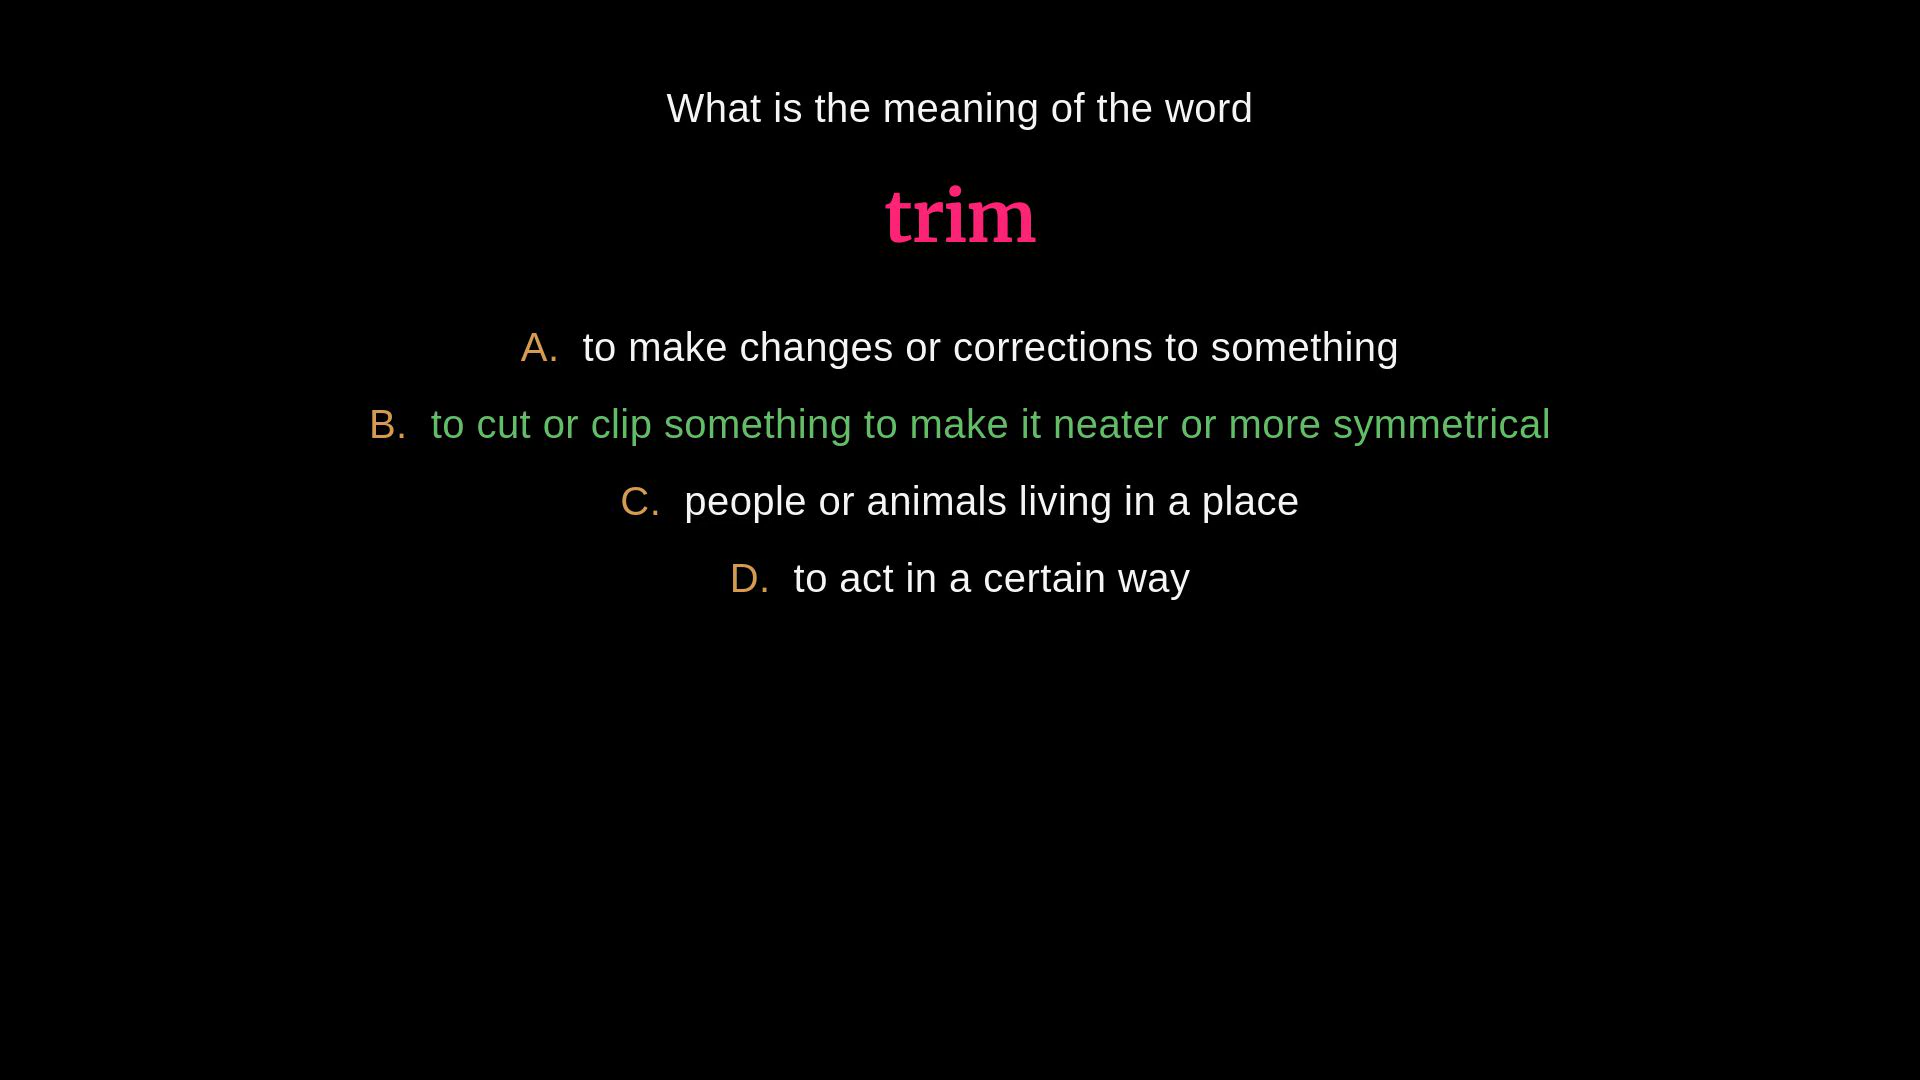 What is the meaning of the word
trim
A. to make changes or corrections to something
B. to cut or clip something to make it neater or more symmetrical
C. people or animals living in a place
D. to act in a certain way